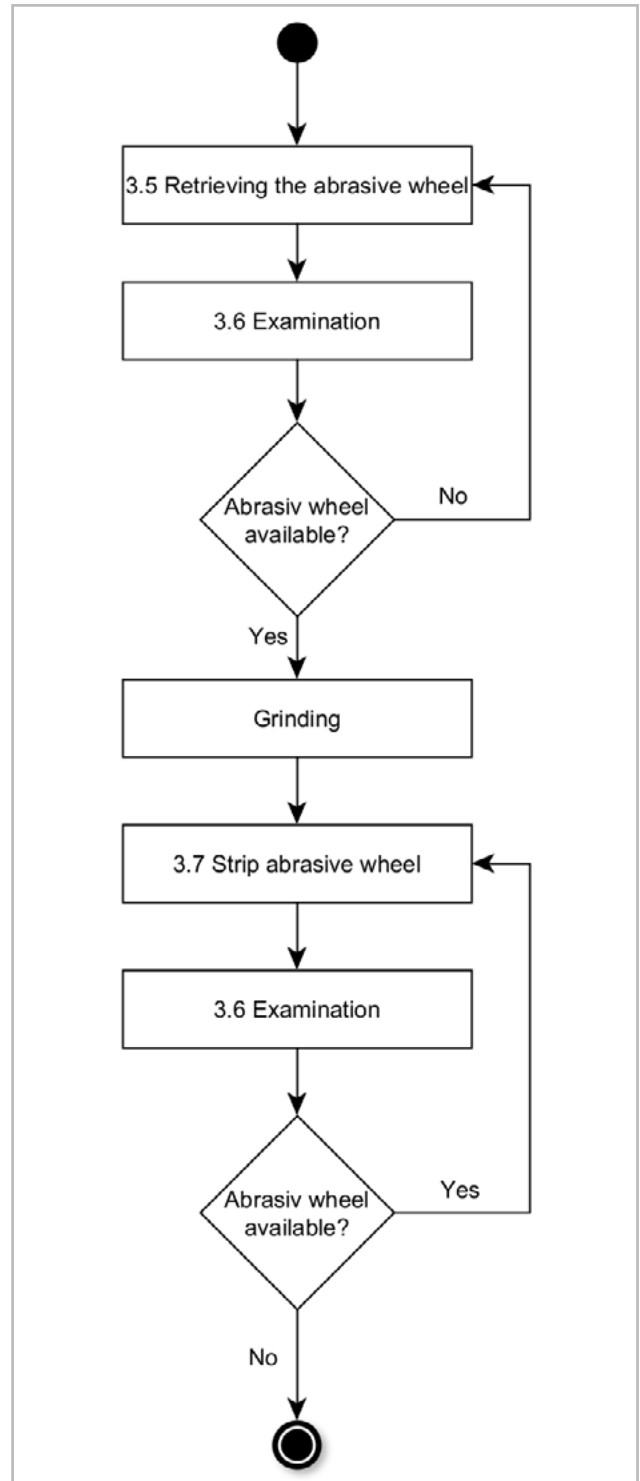 3.5 Retrieving the abrasive wheel
3.6 Examination
Abrasiv wheel
available?
No
Yes
Grinding
3.7 Strip abrasive wheel
3.6 Examination
Abrasiv wheel
available?
Yes
No